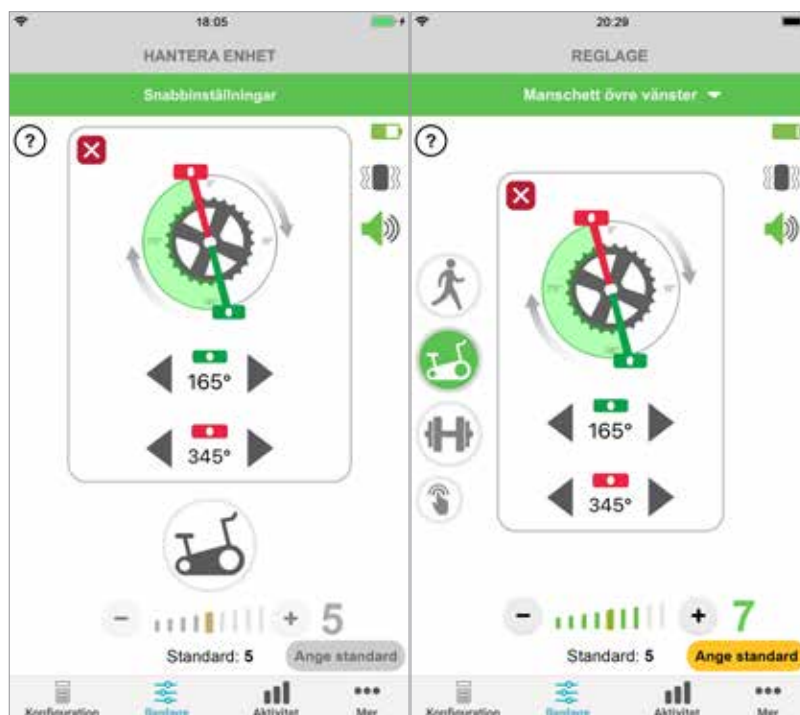 18:05
HANTERA ENHET
Snabbinställningar
?
165°
345°
5
Standard: 5
Ange standard
Konfiguration
Reglage
Aktivitet
Mer
20:29
REGLAGE
Manschett övre vänster
?
165°
345°
7
Standard: 5
Ange standard
Konfiguration
Reglage
Aktivitet
Mer